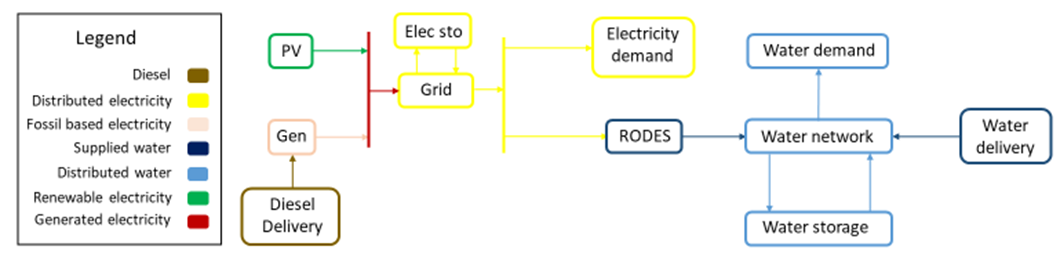 Legend
Diesel
Distributed electricity
Fossil based electricity
Supplied water
Distributed water
Renewable electricity
Generated electricity
PV
Gen
Diesel
Delivery
Elec sto
Grid
Electricity
demand
RODES
Water demand
Water network
Water storage
Water
delivery